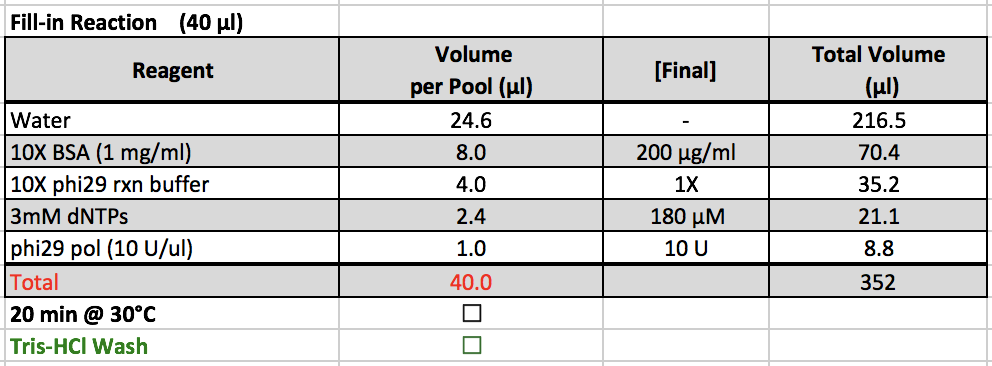 Fill-in Reaction (40 µl)
Reagent Volume per Pool (µl) [Final] Total Volume (µl)
Water 24.6 - 216.5
10X BSA (1 mg/ml) 8.0 200 µg/ml 70.4
10X phi29 rxn buffer 4.0 1X 35.2
3mM dNTPs 2.4 180 µM 21.1
phi29 pol (10 U/ul) 1.0 10 U 8.8
Total 40.0 352
20 min @ 30°C ☐
Tris-HCl Wash ☐